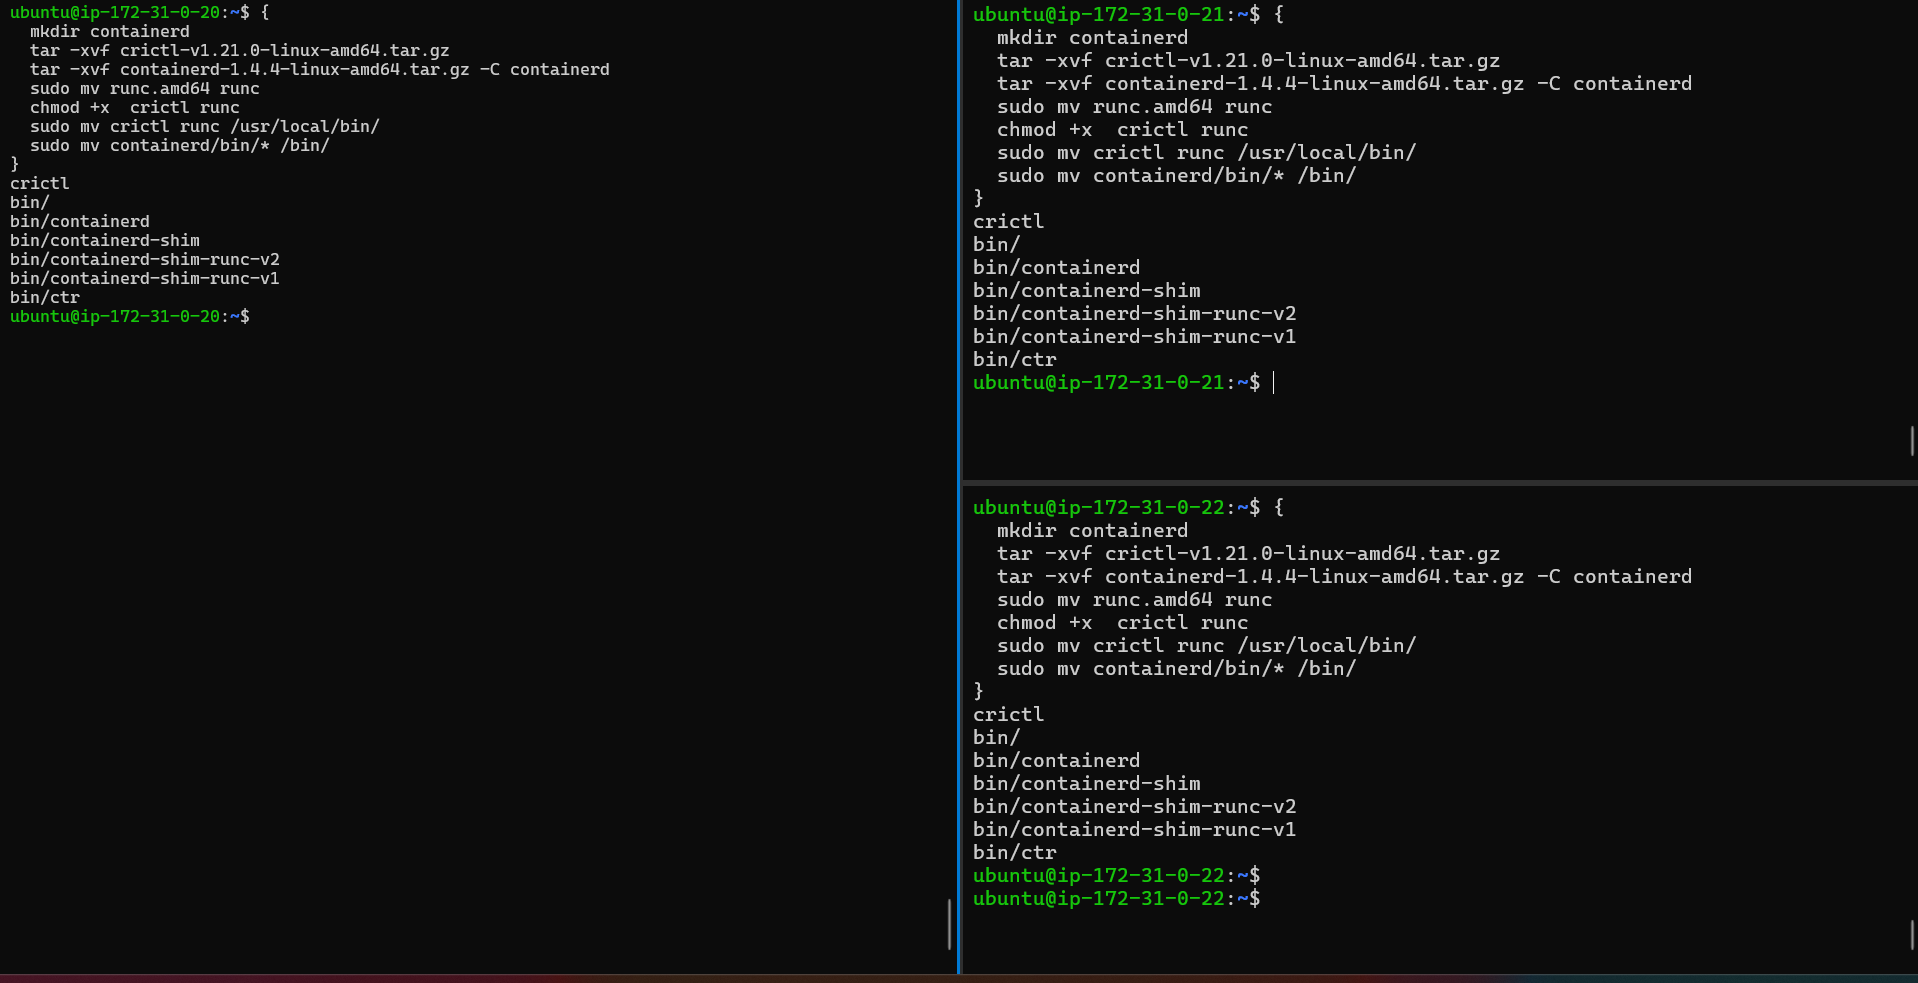 ubuntu@ip-172-31-0-20:~$ {
  mkdir containerd
  tar -xvf crictl-v1.21.0-linux-amd64.tar.gz
  tar -xvf containerd-1.4.4-linux-amd64.tar.gz -C containerd
  sudo mv runc.amd64 runc
  chmod +x  crictl runc
  sudo mv crictl runc /usr/local/bin/
  sudo mv containerd/bin/* /bin/
}
crictl
bin/
bin/containerd
bin/containerd-shim
bin/containerd-shim-runc-v2
bin/containerd-shim-runc-v1
bin/ctr
ubuntu@ip-172-31-0-20:~$
ubuntu@ip-172-31-0-21:~$ {
  mkdir containerd
  tar -xvf crictl-v1.21.0-linux-amd64.tar.gz
  tar -xvf containerd-1.4.4-linux-amd64.tar.gz -C containerd
  sudo mv runc.amd64 runc
  chmod +x  crictl runc
  sudo mv crictl runc /usr/local/bin/
  sudo mv containerd/bin/* /bin/
}
crictl
bin/
bin/containerd
bin/containerd-shim
bin/containerd-shim-runc-v2
bin/containerd-shim-runc-v1
bin/ctr
ubuntu@ip-172-31-0-21:~$
ubuntu@ip-172-31-0-22:~$ {
  mkdir containerd
  tar -xvf crictl-v1.21.0-linux-amd64.tar.gz
  tar -xvf containerd-1.4.4-linux-amd64.tar.gz -C containerd
  sudo mv runc.amd64 runc
  chmod +x  crictl runc
  sudo mv crictl runc /usr/local/bin/
  sudo mv containerd/bin/* /bin/
}
crictl
bin/
bin/containerd
bin/containerd-shim
bin/containerd-shim-runc-v2
bin/containerd-shim-runc-v1
bin/ctr
ubuntu@ip-172-31-0-22:~$
ubuntu@ip-172-31-0-22:~$